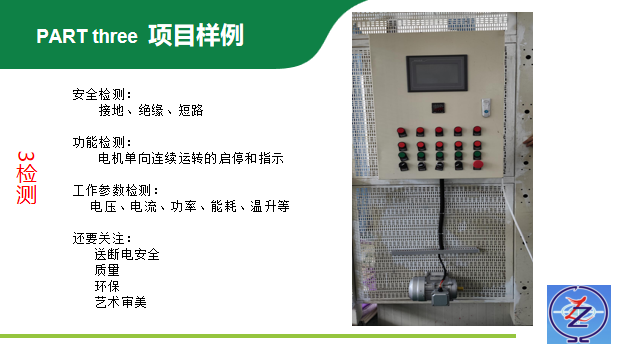 PART three 项目样例
3检测
安全检测：
接地、绝缘、短路
功能检测：
电机单向连续运转的启停和指示
工作参数检测：
电压、电流、功率、能耗、温升等
还要关注：
送断电安全
质量
环保
艺术审美